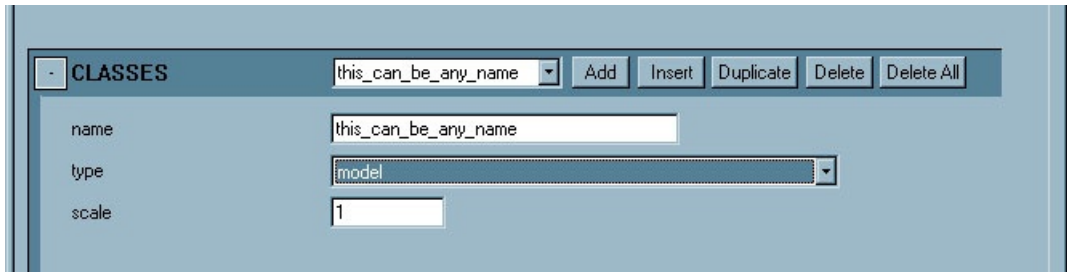 - CLASSES this_can_be_any_name Add Insert Duplicate Delete Delete All
name this_can_be_any_name
type model
scale 1